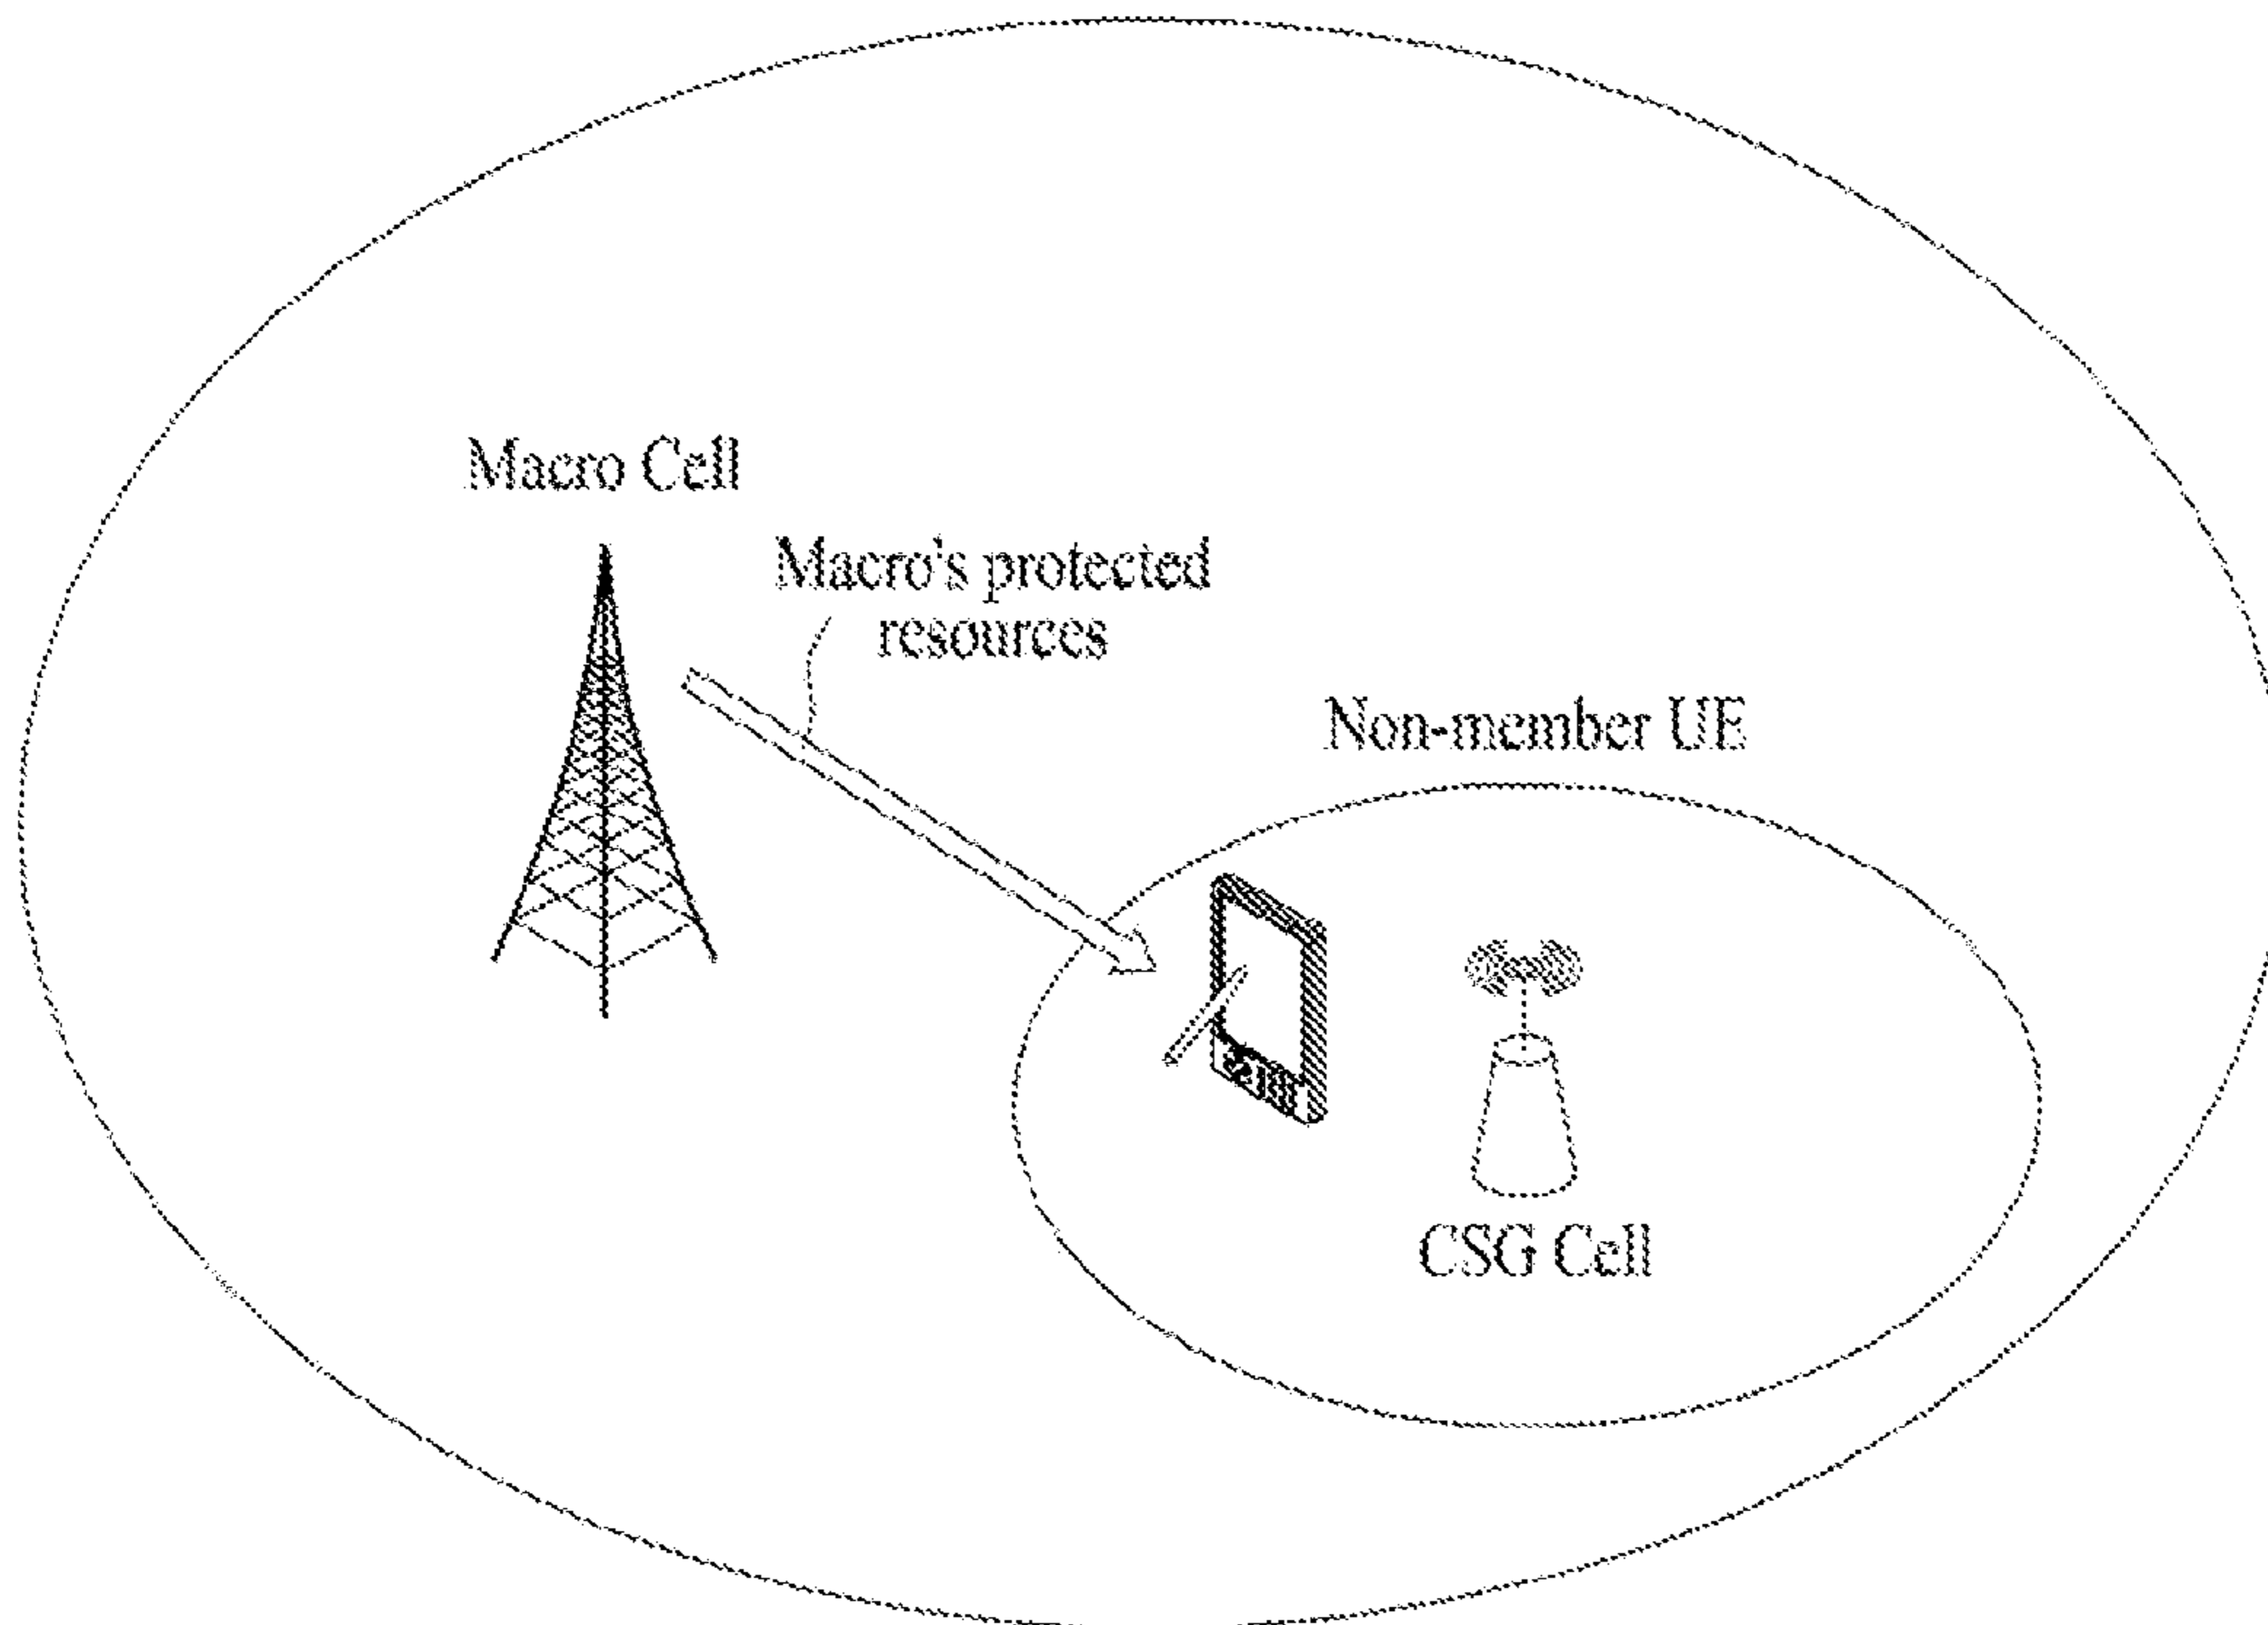 Macro Cell
Macro's protected
resources
Non-member UE
CSG Cell